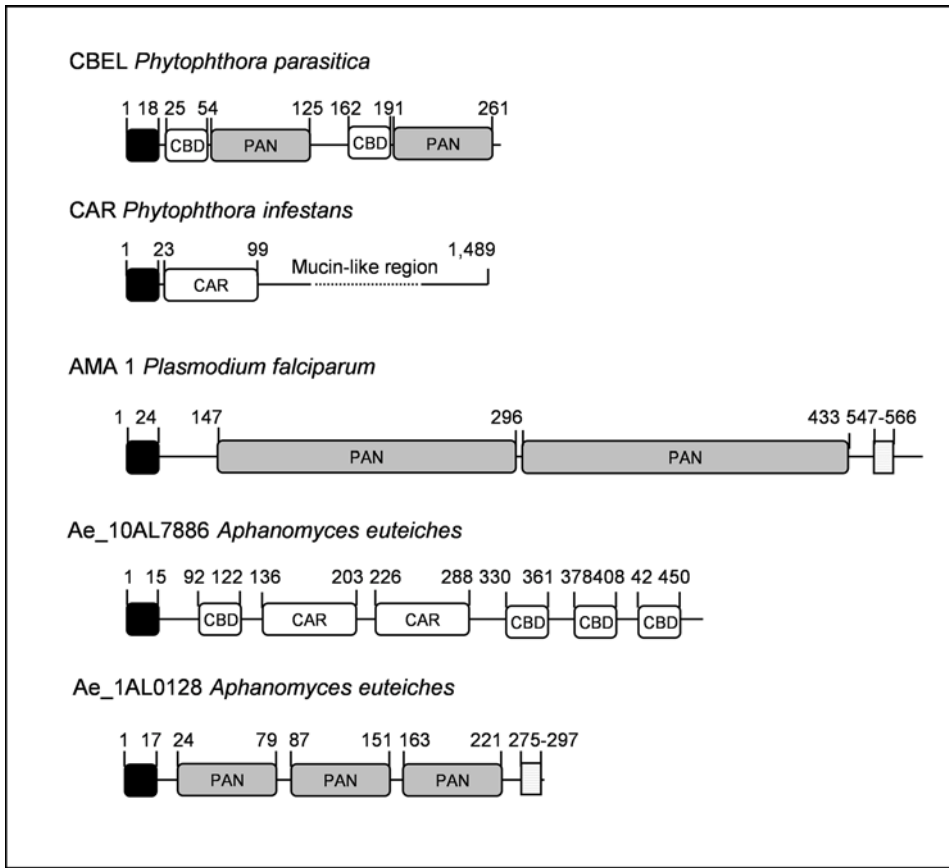 CBEL Phytophthora parasitica
1 18 25 54 125 162 191 261
CBD PAN CBD PAN
CAR Phytophthora infestans
1 23 99 1,489
Mucin-like region
CAR
AMA 1 Plasmodium falciparum
1 24 147 296 433 547-566
PAN PAN
Ae_10AL7886 Aphanomyces euteiches
1 15 92 122 136 203 226 288 330 361 378408 42 450
CBD CAR CAR CBD CBD CBD
Ae_1AL0128 Aphanomyces euteiches
1 17 24 79 87 151 163 221 275-297
PAN PAN PAN